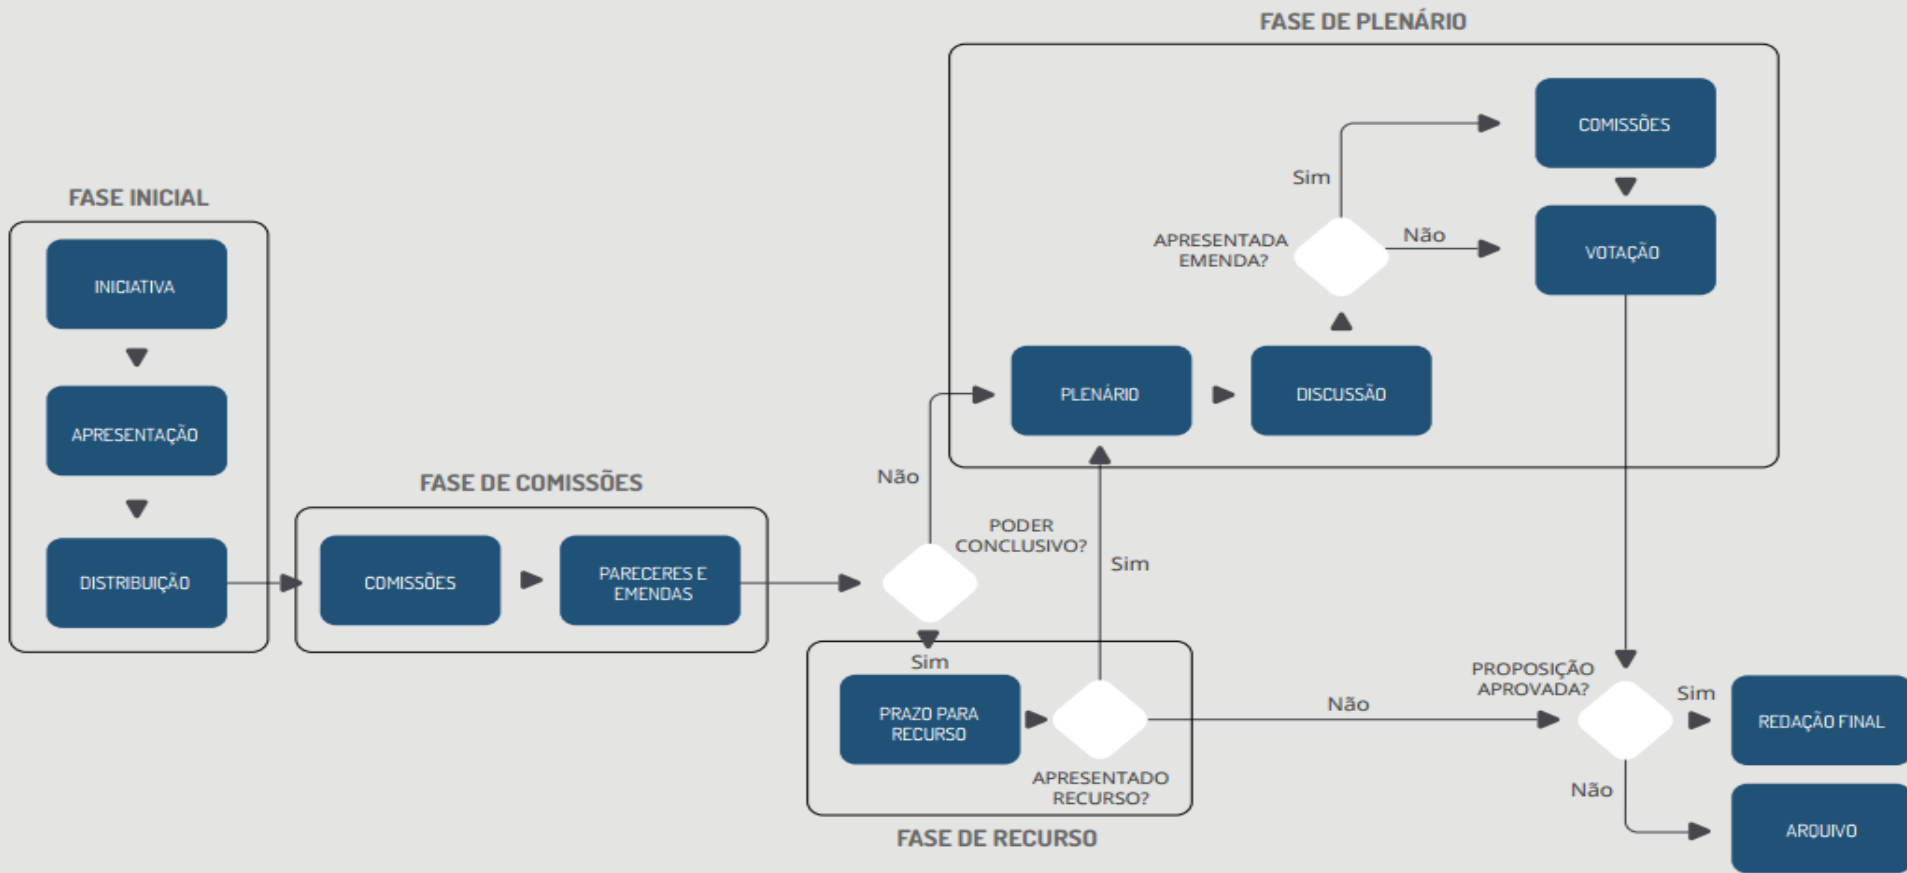 FASE INICIAL
INICIATIVA
APRESENTAÇÃO
DISTRIBUIÇÃO
FASE DE COMISSÕES
COMISSÕES
PARECERES E
EMENDAS
PODER
CONCLUSIVO?
Não
Sim
FASE DE RECURSO
PRAZO PARA
RECURSO
APRESENTADO
RECURSO?
Sim
Não
FASE DE PLENÁRIO
PLENÁRIO
DISCUSSÃO
APRESENTADA
EMENDA?
Sim
Não
COMISSÕES
VOTAÇÃO
PROPOSIÇÃO
APROVADA?
Sim
Não
REDAÇÃO FINAL
ARQUIVO